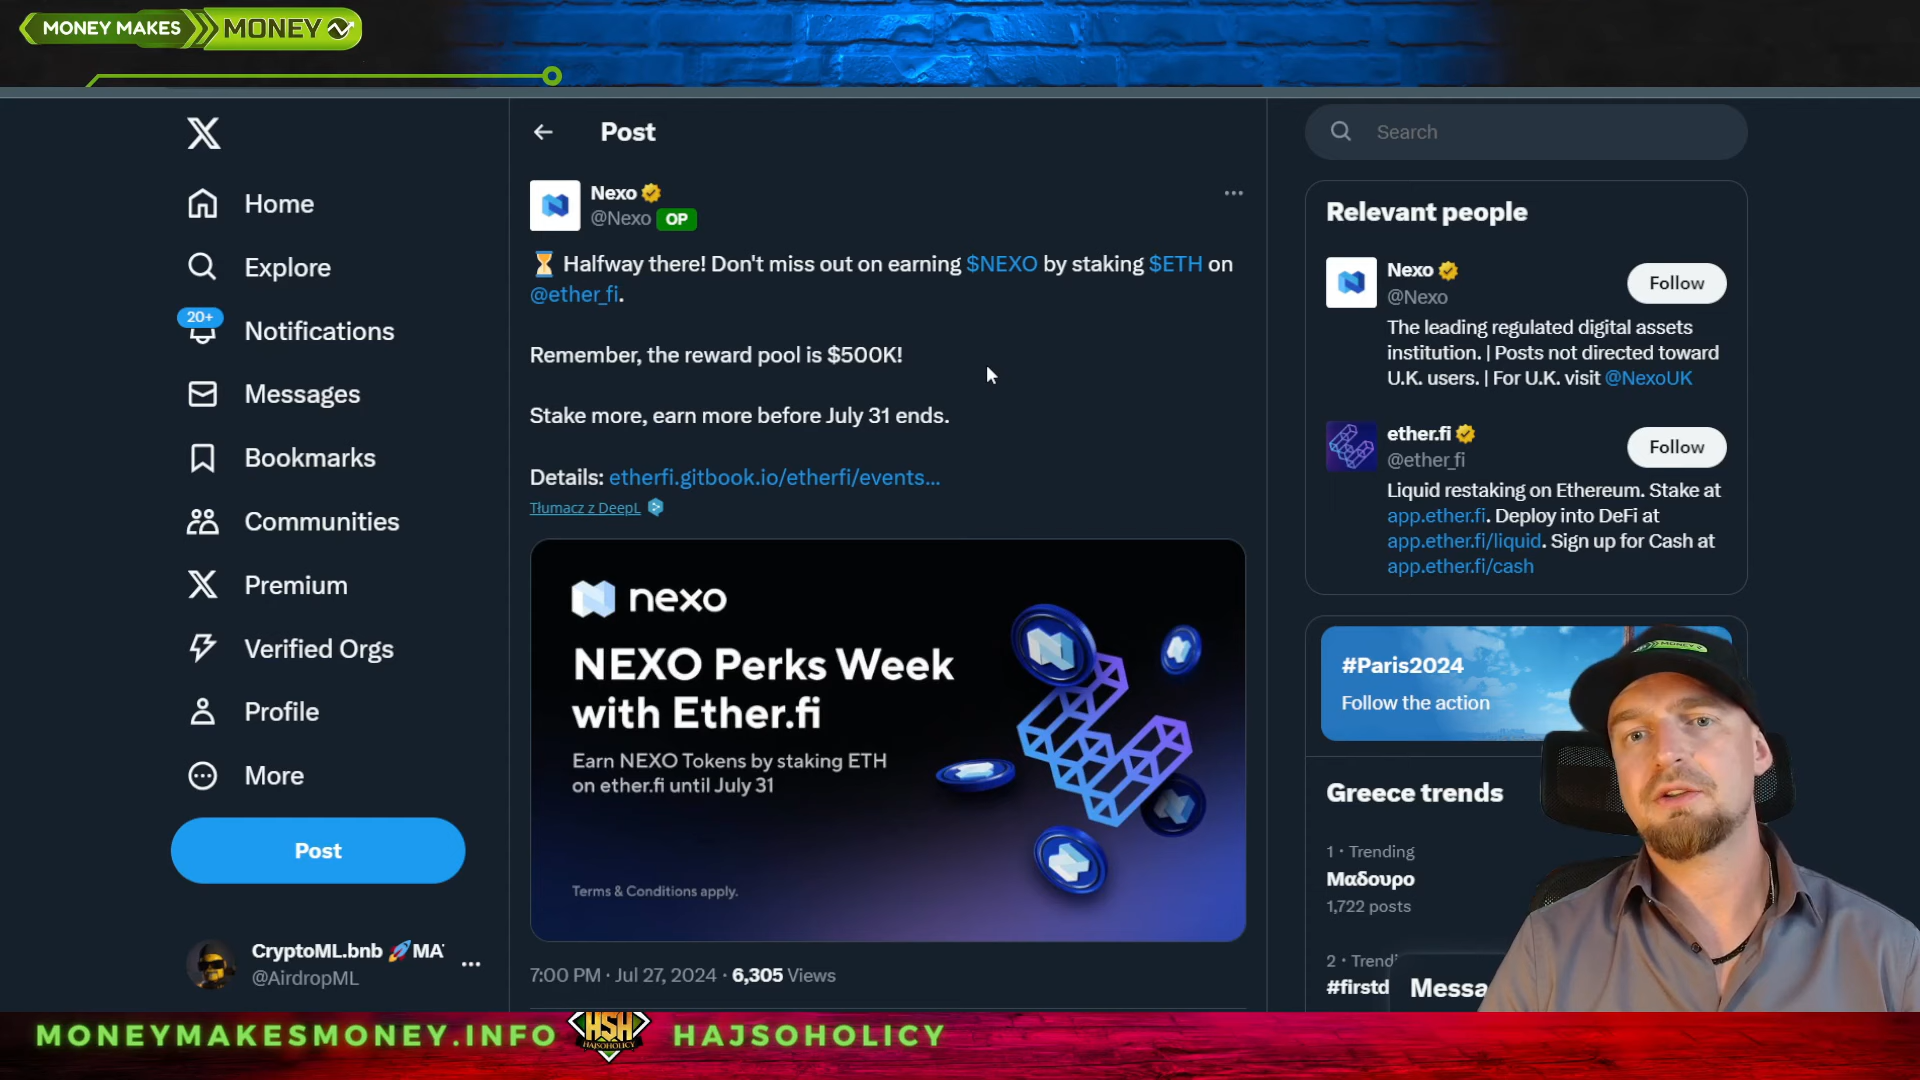 MONEY MAKES MONEY
Post
Search
Nexo
@Nexo OP
⌛ Halfway there! Don't miss out on earning $NEXO by staking $ETH on
@ether_fi.
Remember, the reward pool is $500K!
Stake more, earn more before July 31 ends.
Details: etherfi.gitbook.io/etherfi/events...
Tłumacz z DeepL
nexo
NEXO Perks Week
with Ether.fi
Earn NEXO Tokens by staking ETH
on ether.fi until July 31
Terms & Conditions apply.
7:00 PM · Jul 27, 2024 · 6,305 Views
Home
Explore
20+
Notifications
Messages
Bookmarks
Communities
Premium
Verified Orgs
Profile
More
Post
CryptoML.bnb 🚀MA
@AirdropML
Relevant people
Nexo
@Nexo
Follow
The leading regulated digital assets
institution. | Posts not directed toward
U.K. users. | For U.K. visit @NexoUK
ether.fi
@ether_fi
Follow
Liquid restaking on Ethereum. Stake at
app.ether.fi. Deploy into DeFi at
app.ether.fi/liquid. Sign up for Cash at
app.ether.fi/cash
#Paris2024
Follow the action
Greece trends
1 · Trending
Μαδουρο
1,722 posts
2 · Trendi
#firstd
Messa
MONEYMAKESMONEY.INFO
HSH
HAJSOHOLICY
HAJSOHOLICY